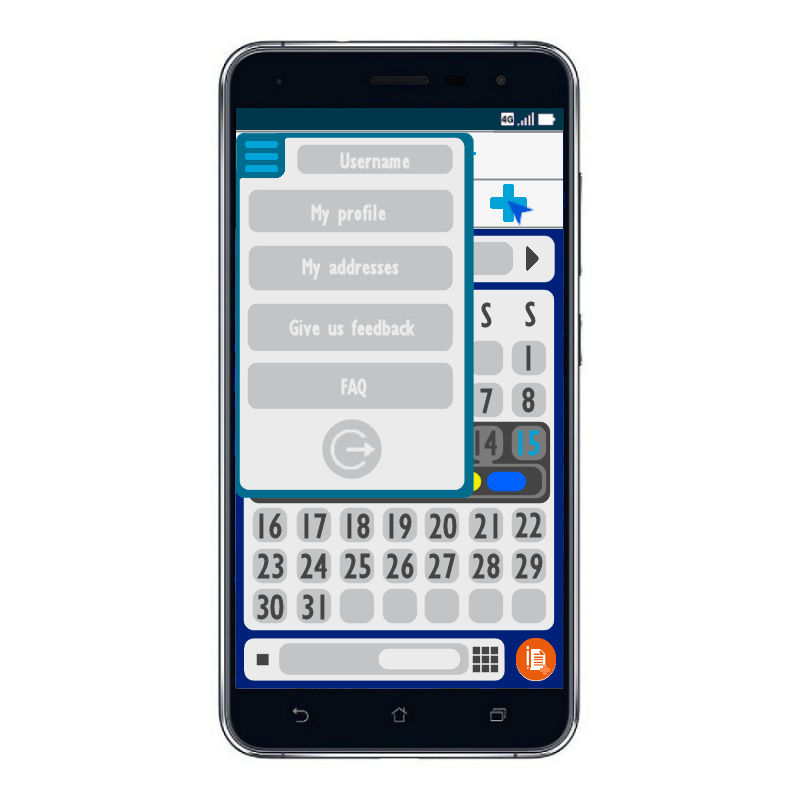 4G
Username
My profile
My addresses
Give us feedback
FAQ
S S
1
7 8
14 15
16 17 18 19 20 21 22
23 24 25 26 27 28 29
30 31